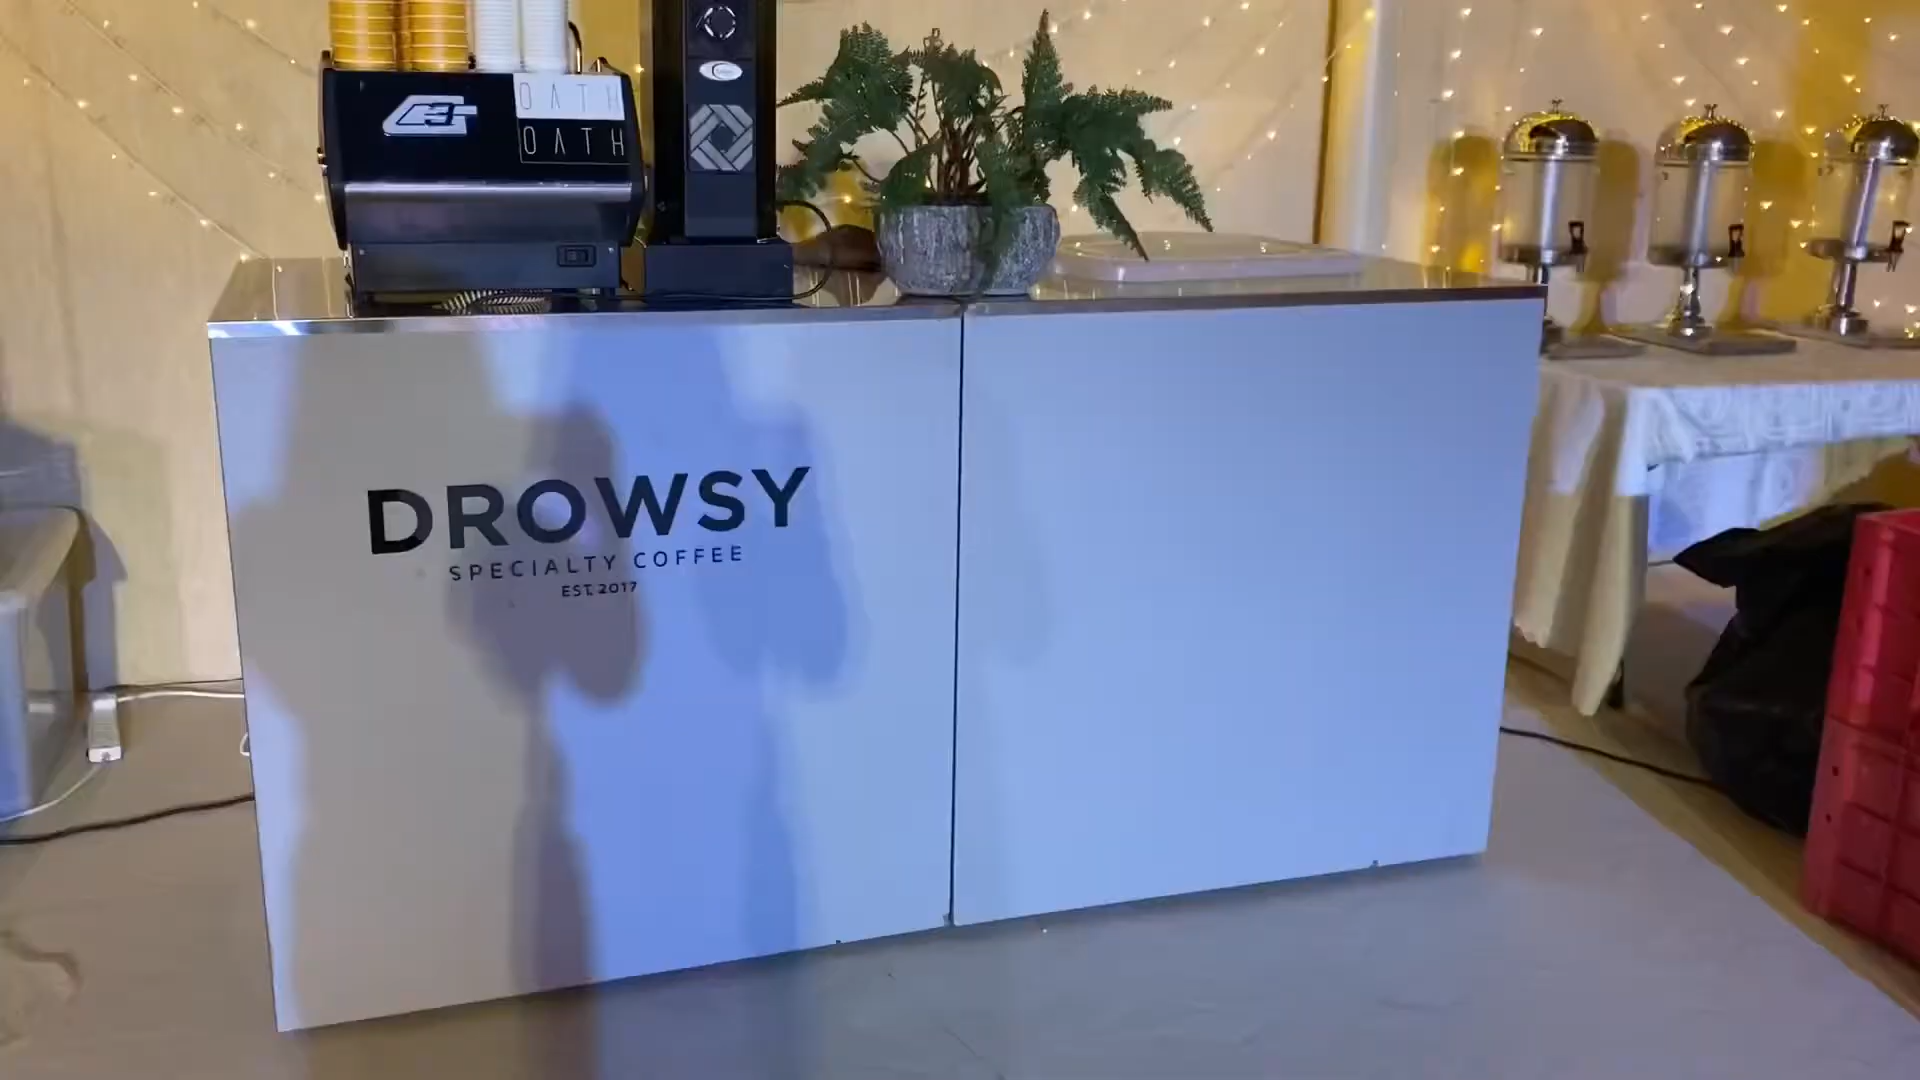 OATH
OATH
DROWSY
SPECIALTY COFFEE
EST. 2017